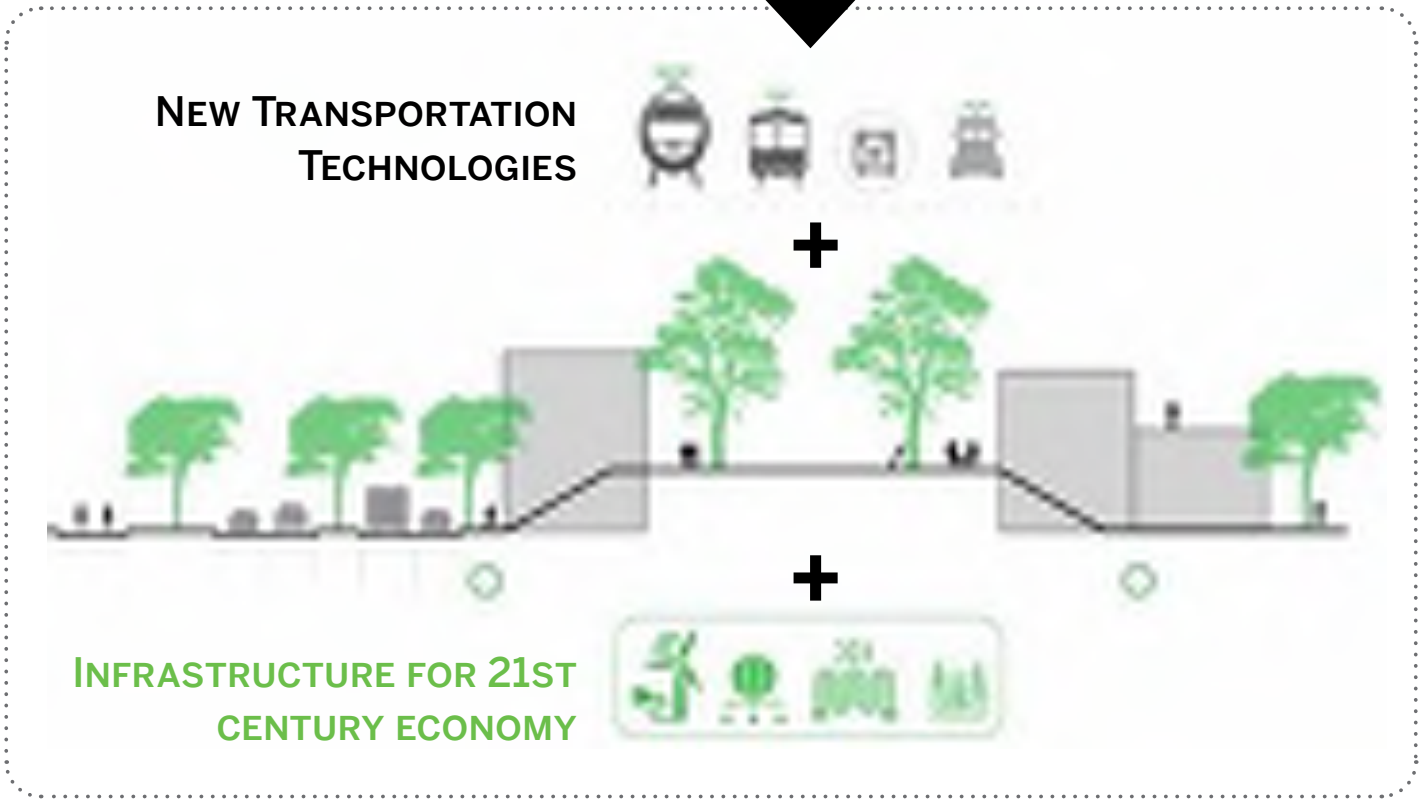 New Transportation
Technologies
+
+
Infrastructure for 21st
century economy